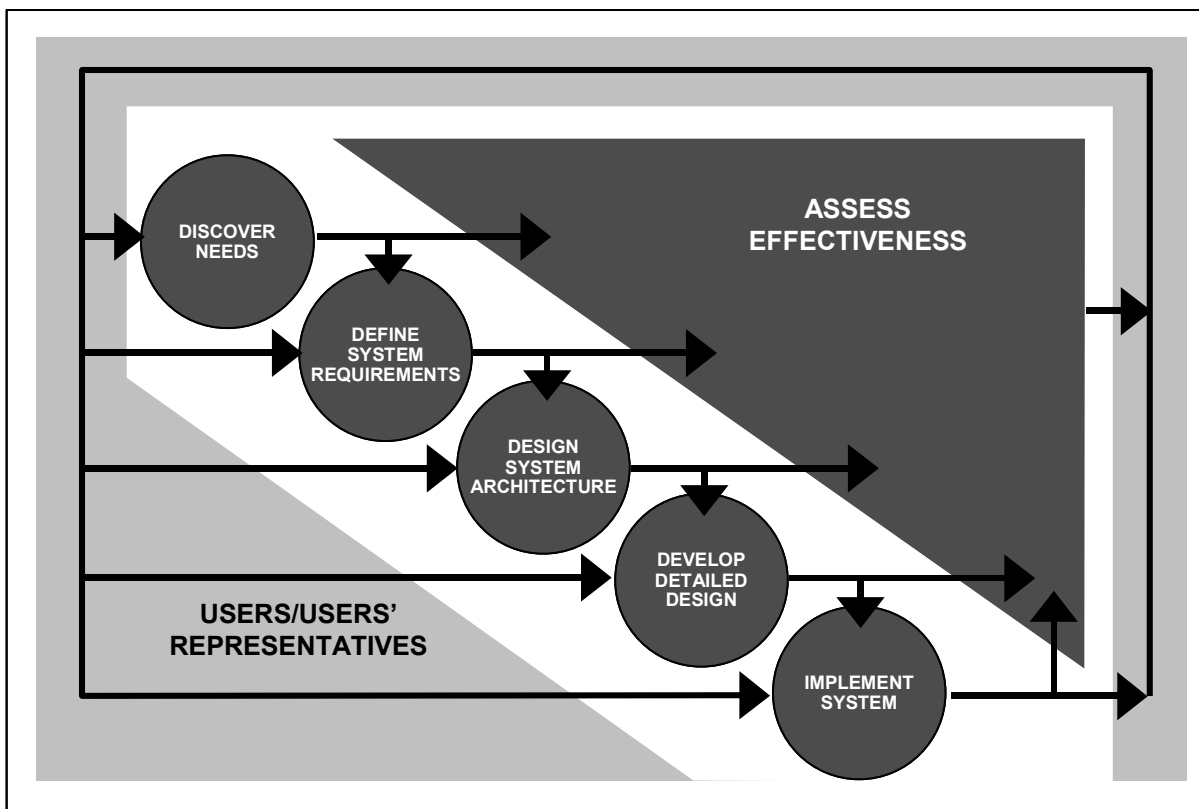 ASSESS
EFFECTIVENESS
DISCOVER
NEEDS
DEFINE
SYSTEM
REQUIREMENTS
DESIGN
SYSTEM
ARCHITECTURE
DEVELOP
DETAILED
DESIGN
USERS/USERS’
REPRESENTATIVES
IMPLEMENT
SYSTEM